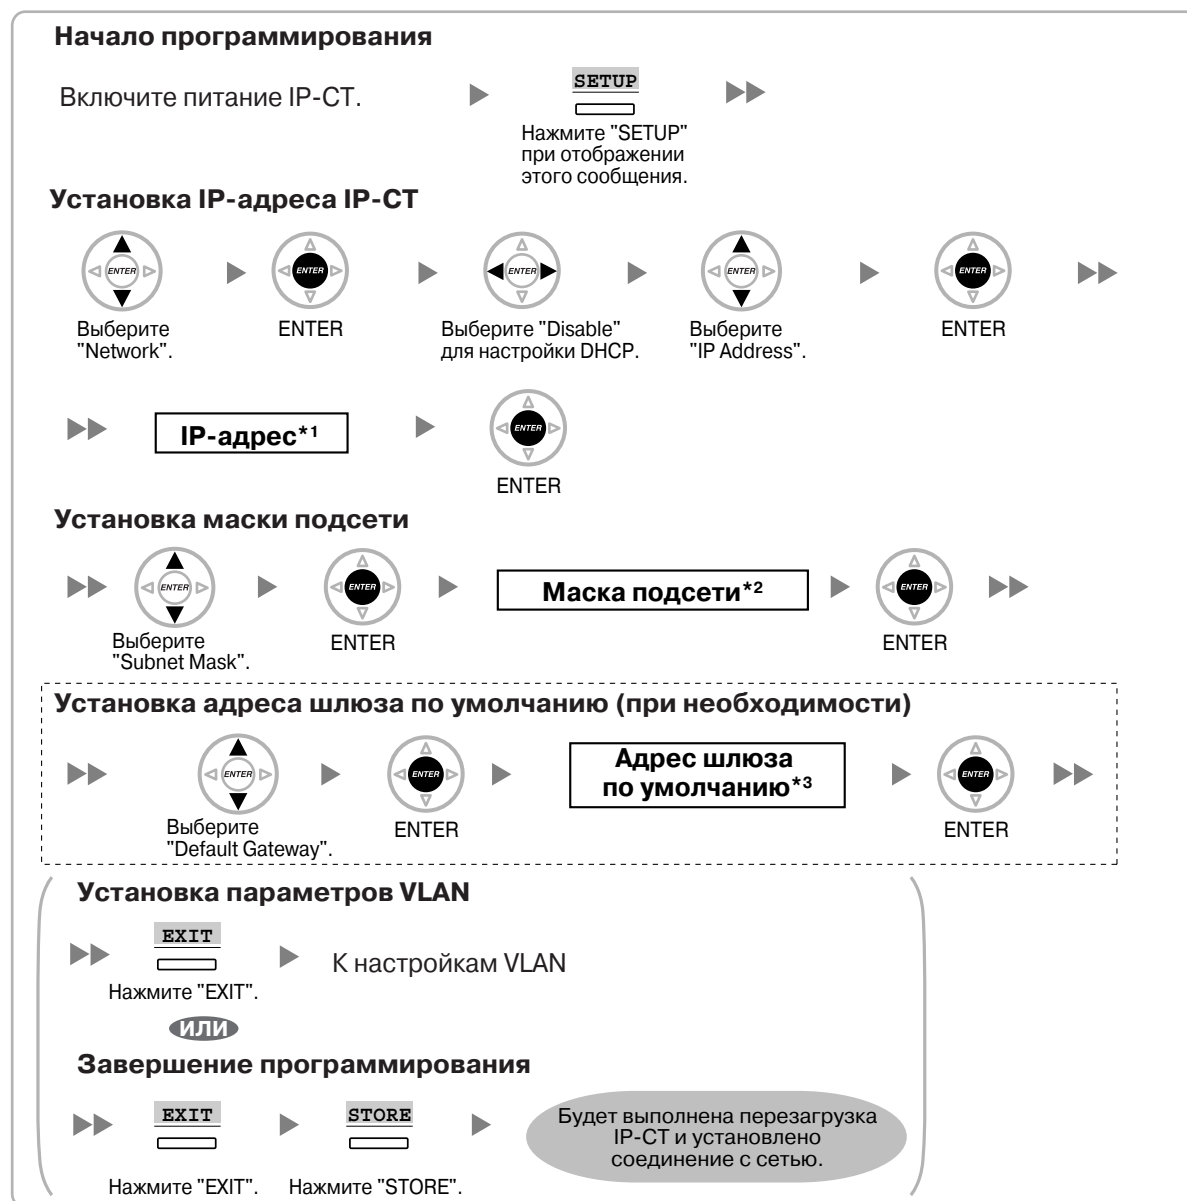 Начало программирования
Включите питание IP-СТ.
SETUP
Нажмите "SETUP"
при отображении
этого сообщения.
Установка IP-адреса IP-СТ
ENTER
ENTER
ENTER
ENTER
ENTER
Выберите
"Network".
ENTER
Выберите "Disable"
для настройки DHCP.
Выберите
"IP Address".
ENTER
IP-адрес*1
ENTER
ENTER
Установка маски подсети
ENTER
ENTER
Маска подсети*2
ENTER
Выберите
"Subnet Mask".
ENTER
ENTER
Установка адреса шлюза по умолчанию (при необходимости)
ENTER
ENTER
Адрес шлюза
по умолчанию*3
ENTER
Выберите
"Default Gateway".
ENTER
ENTER
Установка параметров VLAN
EXIT
К настройкам VLAN
Нажмите "EXIT".
ИЛИ
Завершение программирования
EXIT
STORE
Будет выполнена перезагрузка
IP-СТ и установлено
соединение с сетью.
Нажмите "EXIT".
Нажмите "STORE".